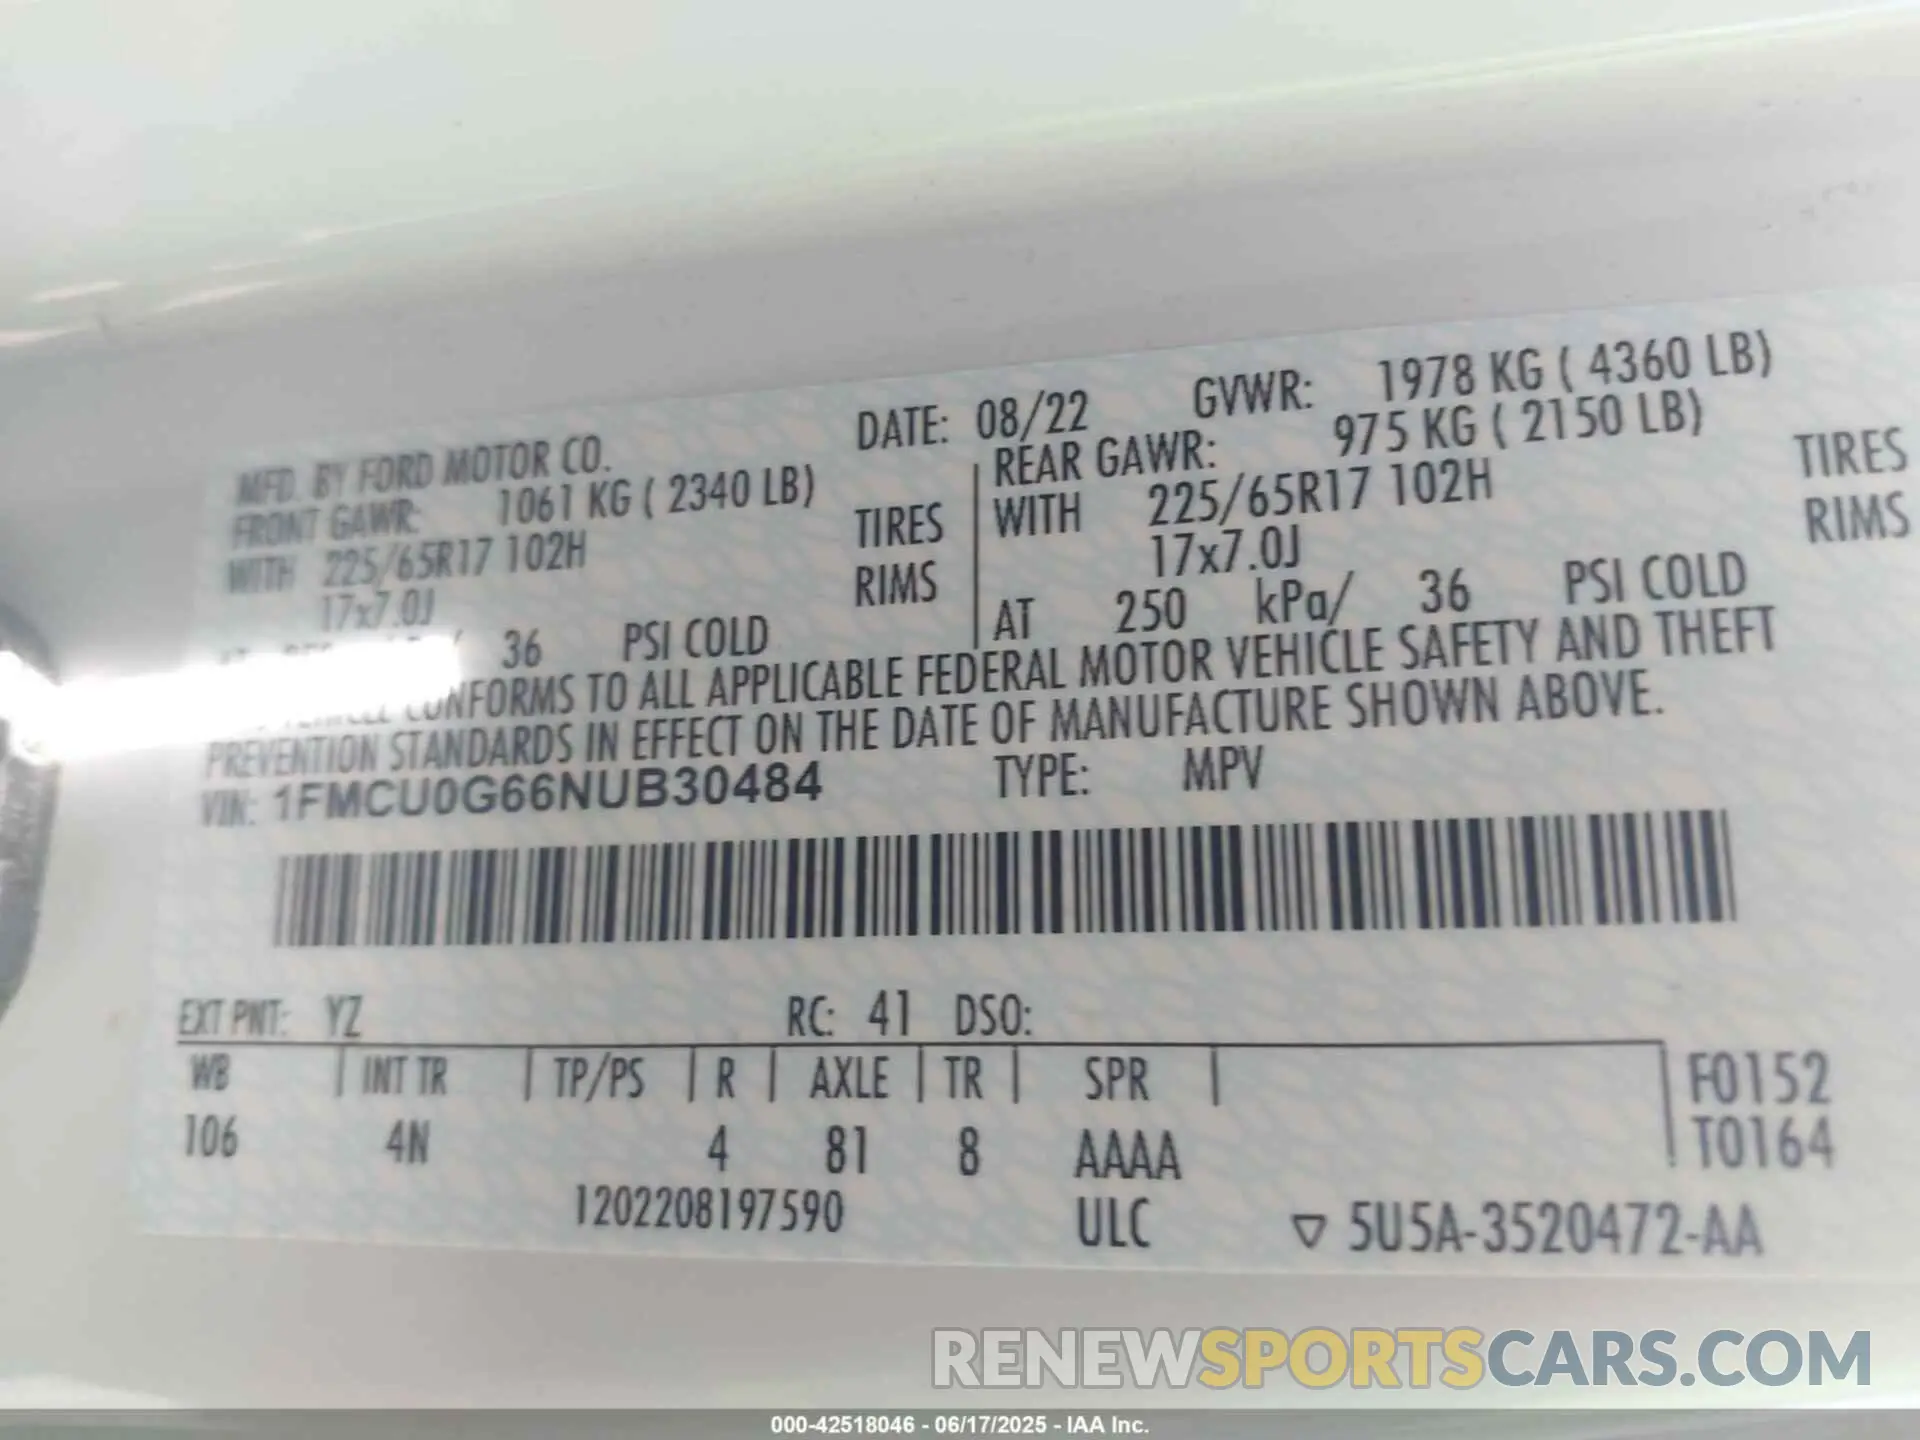 MFD. BY FORD MOTOR CO. DATE: 08/22 GVWR: 1978 KG ( 4360 LB)
FRONT GAWR: 1061 KG ( 2340 LB) REAR GAWR: 975 KG ( 2150 LB)
WITH 225/65R17 102H TIRES WITH 225/65R17 102H TIRES
17x7.0J RIMS 17x7.0J RIMS
36 PSI COLD AT 250 kPa/ 36 PSI COLD
CONFORMS TO ALL APPLICABLE FEDERAL MOTOR VEHICLE SAFETY AND THEFT
PREVENTION STANDARDS IN EFFECT ON THE DATE OF MANUFACTURE SHOWN ABOVE.
VIN: 1FMCU0G66NUB30484 TYPE: MPV
EXT PNT: YZ RC: 41 DSO:
WB INT TR TP/PS R AXLE TR SPR F0152
106 4N 4 81 8 AAAA T0164
1202208197590 ULC ▽ 5U5A-3520472-AA
RENEWSPORTSCARS.COM
000-42518046 - 06/17/2025 - IAA Inc.